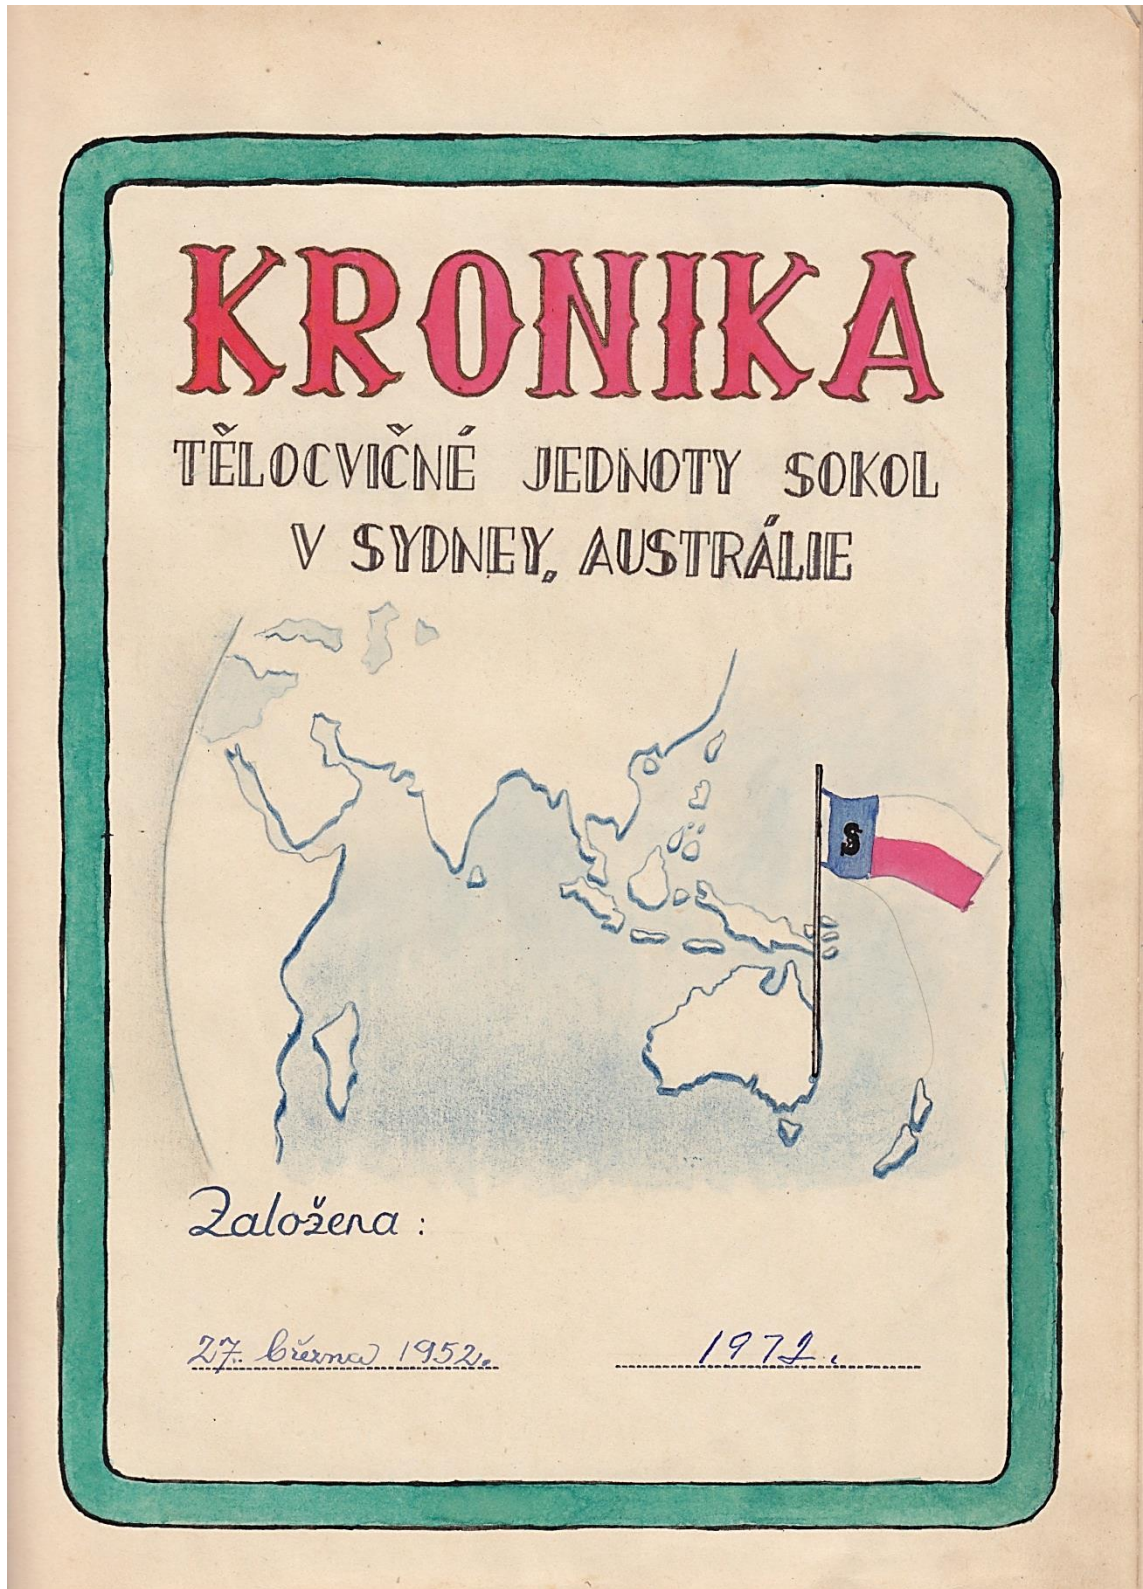 KRONIKA
TĚLOCVIČNÉ JEDNOTY SOKOL
V SYDNEY, AUSTRÁLIE
S
Založena :
27. března 1952. 1972.